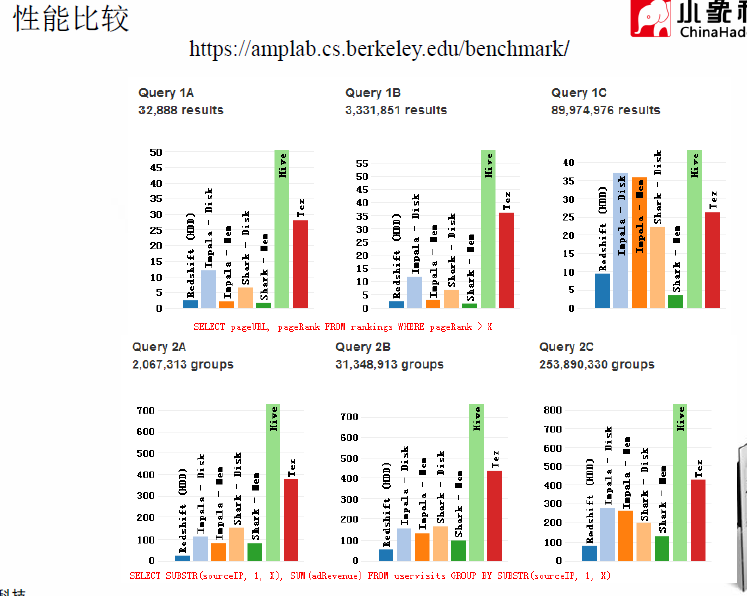 性能比较
小象科
ChinaHad
https://amplab.cs.berkeley.edu/benchmark/
Query 1A
32,888 results
Query 1B
3,331,851 results
Query 1C
89,974,976 results
50
45
40
35
30
25
20
15
10
5
0
Redshift (HDD)
Impala - Disk
Impala - Mem
Shark - Disk
Shark - Mem
Hive
Tez
55
50
45
40
35
30
25
20
15
10
5
0
Redshift (HDD)
Impala - Disk
Impala - Mem
Shark - Disk
Shark - Mem
Hive
Tez
40
35
30
25
20
15
10
5
0
Redshift (HDD)
Impala - Disk
Impala - Mem
Shark - Disk
Shark - Mem
Hive
Tez
SELECT pageURL, pageRank FROM rankings WHERE pageRank > X
Query 2A
2,067,313 groups
Query 2B
31,348,913 groups
Query 2C
253,890,330 groups
700
600
500
400
300
200
100
0
Redshift (HDD)
Impala - Disk
Impala - Mem
Shark - Disk
Shark - Mem
Hive
Tez
700
600
500
400
300
200
100
0
Redshift (HDD)
Impala - Disk
Impala - Mem
Shark - Disk
Shark - Mem
Hive
Tez
800
700
600
500
400
300
200
100
0
Redshift (HDD)
Impala - Disk
Impala - Mem
Shark - Disk
Shark - Mem
Hive
Tez
SELECT SUBSTR(sourceIP, 1, X), SUM(adRevenue) FROM uservisits GROUP BY SUBSTR(sourceIP, 1, X)
科技